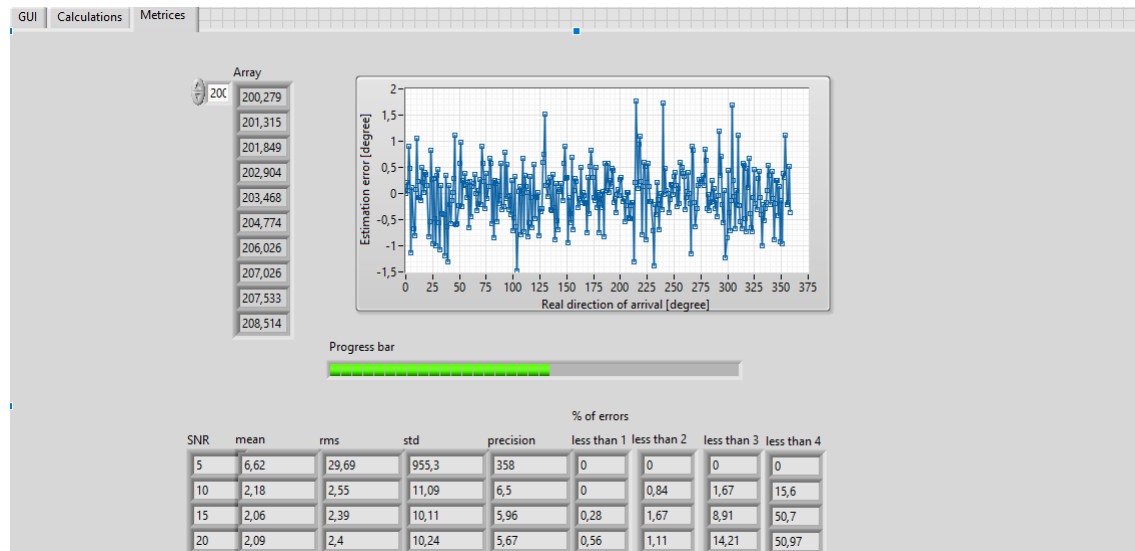 GUI Calculations Metrices
Array
200 200,279
201,315
201,849
202,904
203,468
204,774
206,026
207,026
207,533
208,514
Estimation error [degree]
2
1,5
1
0,5
0
-0,5
-1
-1,5
0 25 50 75 100 125 150 175 200 225 250 275 300 325 350 375
Real direction of arrival [degree]
Progress bar
% of errors
SNR mean rms std precision less than 1 less than 2 less than 3 less than 4
5 6,62 29,69 955,3 358 0 0 0 0
10 2,18 2,55 11,09 6,5 0 0,84 1,67 15,6
15 2,06 2,39 10,11 5,96 0,28 1,67 8,91 50,7
20 2,09 2,4 10,24 5,67 0,56 1,11 14,21 50,97